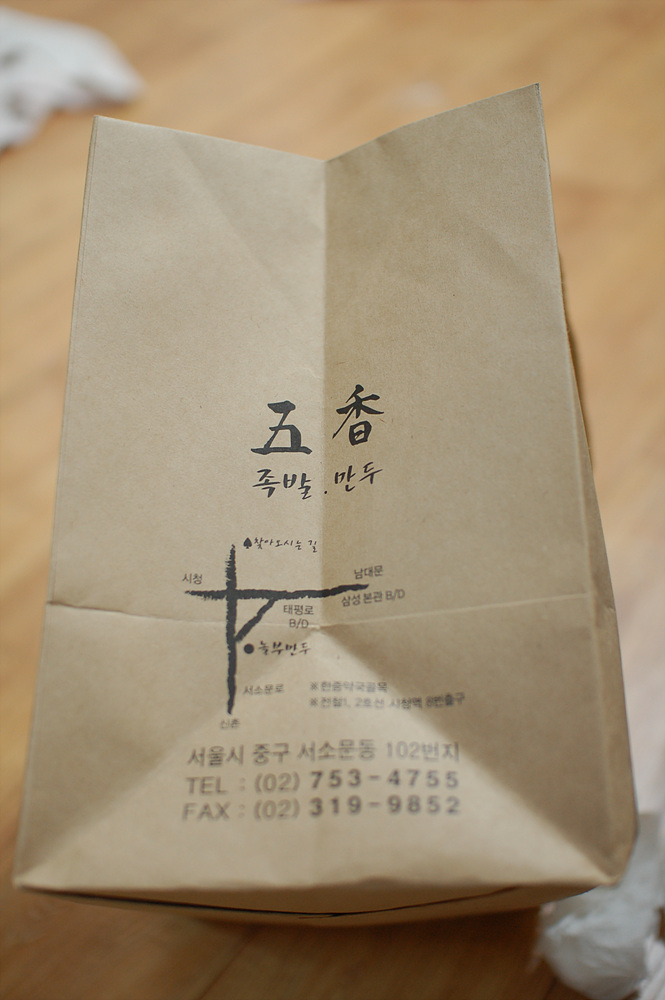 五香
족발.만두
찾아오시는 길
시청
남대문
삼성본관 B/D
태평로
B/D
놀부만두
서소문로
※한중약국골목
※전철1, 2호선 시청역 8번출구
신촌
서울시 중구 서소문동 102번지
TEL : (02) 753-4755
FAX : (02) 319-9852